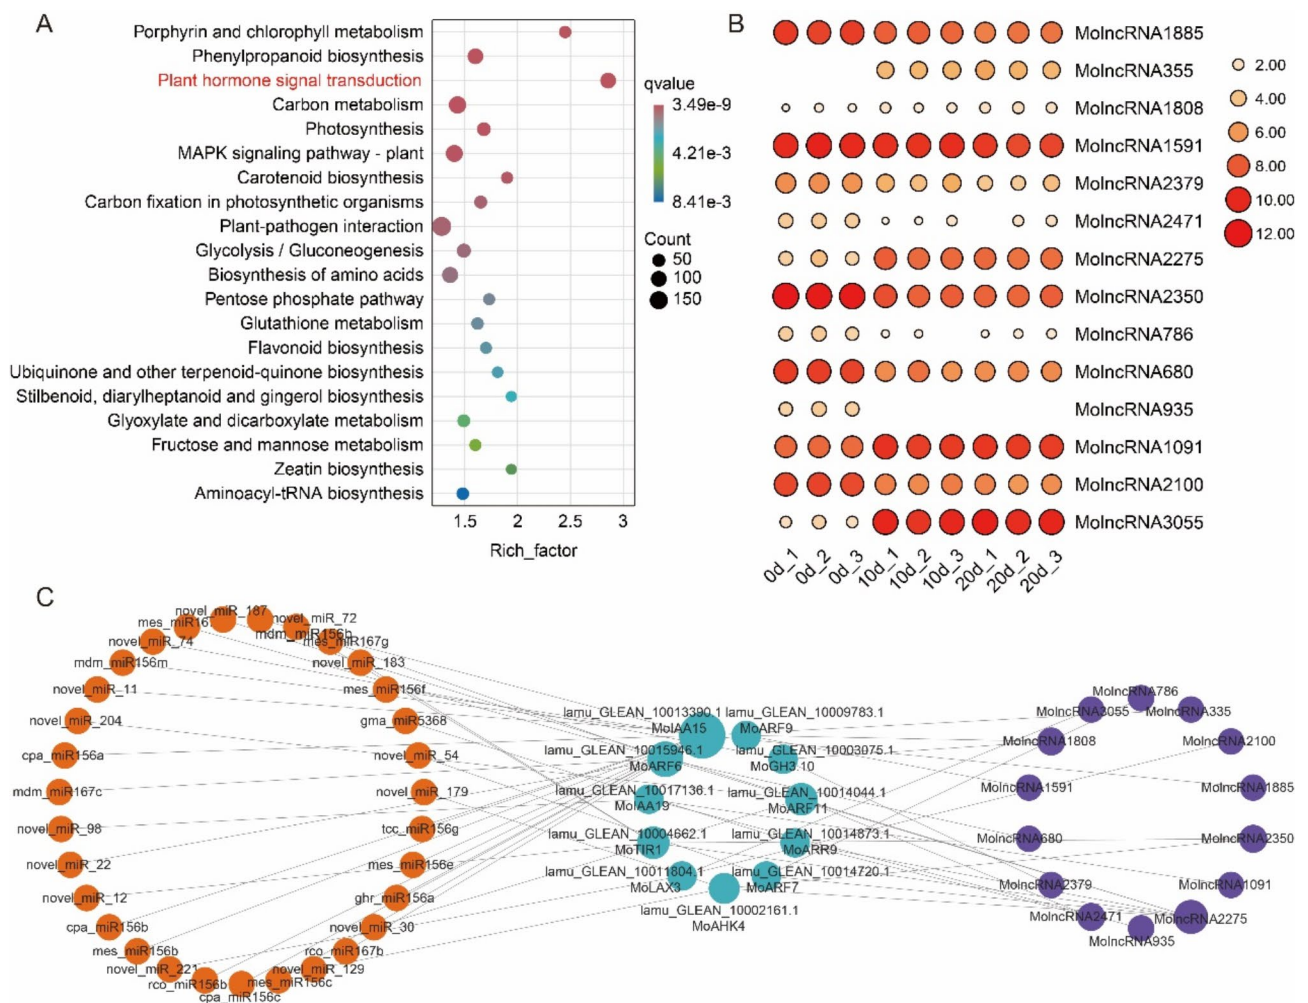 A
Porphyrin and chlorophyll metabolism
Phenylpropanoid biosynthesis
Plant hormone signal transduction
Carbon metabolism
Photosynthesis
MAPK signaling pathway - plant
Carotenoid biosynthesis
Carbon fixation in photosynthetic organisms
Plant-pathogen interaction
Glycolysis / Gluconeogenesis
Biosynthesis of amino acids
Pentose phosphate pathway
Glutathione metabolism
Flavonoid biosynthesis
Ubiquinone and other terpenoid-quinone biosynthesis
Stilbenoid, diarylheptanoid and gingerol biosynthesis
Glyoxylate and dicarboxylate metabolism
Fructose and mannose metabolism
Zeatin biosynthesis
Aminoacyl-tRNA biosynthesis
1.5 2 2.5 3
Rich_factor
qvalue
3.49e-9
4.21e-3
8.41e-3
Count
50
100
150
B
MolncRNA1885
MolncRNA355
MolncRNA1808
MolncRNA1591
MolncRNA2379
MolncRNA2471
MolncRNA2275
MolncRNA2350
MolncRNA786
MolncRNA680
MolncRNA935
MolncRNA1091
MolncRNA2100
MolncRNA3055
0d_1 0d_2 0d_3 10d_1 10d_2 10d_3 20d_1 20d_2 20d_3
2.00
4.00
6.00
8.00
10.00
12.00
C
novel_miR_187
novel_miR_72
mes_miR167
mdm_miR156h
mes_miR167g
novel_miR_74
novel_miR_183
mdm_miR156m
mes_miR156f
novel_miR_11
gma_miR5368
novel_miR_204
novel_miR_54
cpa_miR156a
novel_miR_179
mdm_miR167c
tcc_miR156g
novel_miR_98
mes_miR156e
novel_miR_22
ghr_miR156a
novel_miR_12
novel_miR_30
cpa_miR156b
rco_miR167b
mes_miR156b
novel_miR_129
novel_miR_221
mes_miR156c
rco_miR156b
cpa_miR156c
lamu_GLEAN_10013390.1
MoIAA15
lamu_GLEAN_10009783.1
MoARF9
lamu_GLEAN_10015946.1
MoARF6
lamu_GLEAN_10003075.1
MoGH3.10
lamu_GLEAN_10017136.1
MoIAA19
lamu_GLEAN_10014044.1
MoARF11
lamu_GLEAN_10004662.1
MoTIR1
lamu_GLEAN_10014873.1
MoARR9
lamu_GLEAN_10011804.1
MoLAX3
lamu_GLEAN_10014720.1
MoARF7
lamu_GLEAN_10002161.1
MoAHK4
MolncRNA786
MolncRNA3055
MolncRNA335
MolncRNA1808
MolncRNA2100
MolncRNA1591
MolncRNA1885
MolncRNA680
MolncRNA2350
MolncRNA2379
MolncRNA1091
MolncRNA2471
MolncRNA2275
MolncRNA935